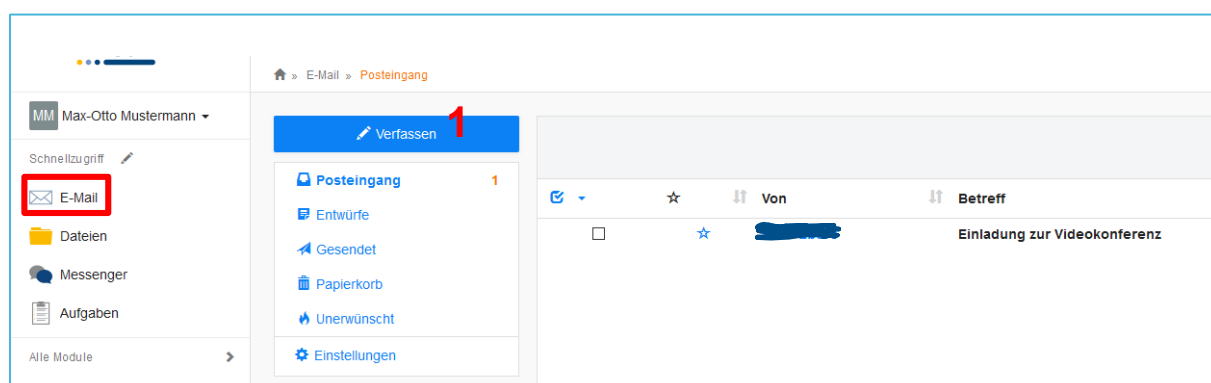 E-Mail » Posteingang
MM Max-Otto Mustermann
Schnellzugriff
E-Mail
Dateien
Messenger
Aufgaben
Alle Module
Verfassen
1
Posteingang 1
Entwürfe
Gesendet
Papierkorb
Unerwünscht
Einstellungen
Von Betreff
Einladung zur Videokonferenz